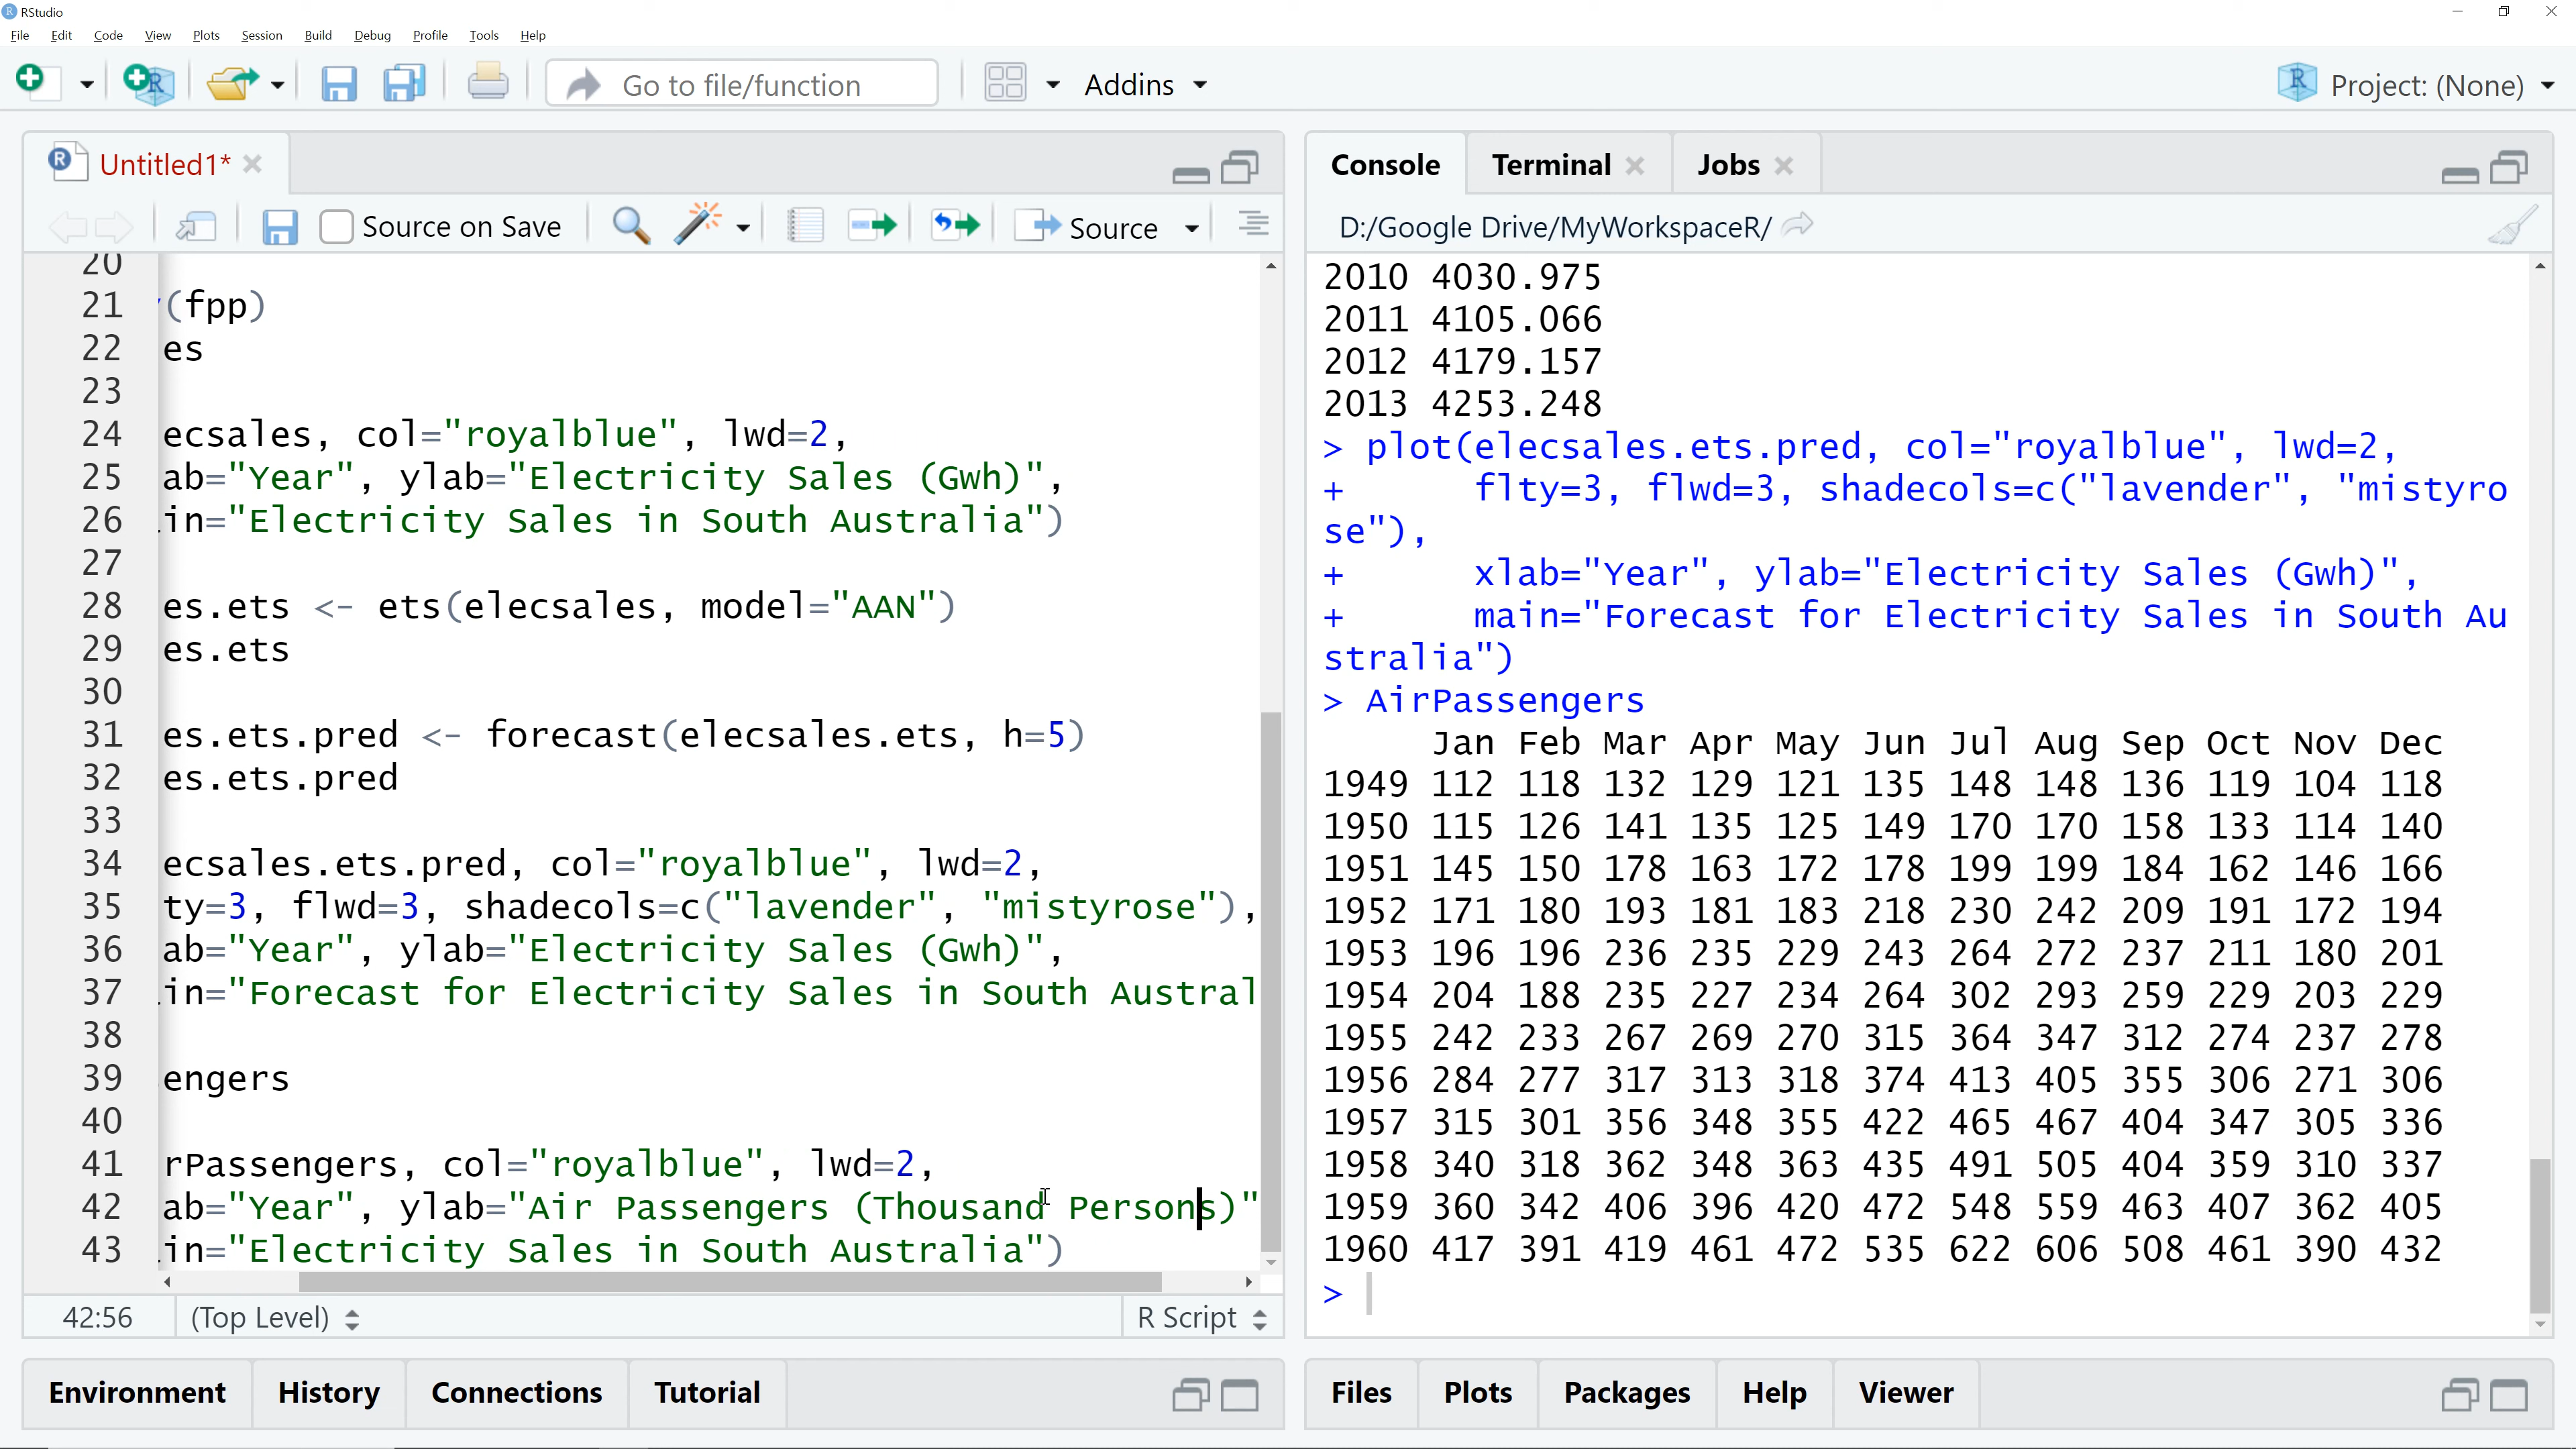 RStudio
File Edit Code View Plots Session Build Debug Profile Tools Help
Go to file/function Addins Project: (None)
Untitled1*
Source on Save Source
20
21 (fpp)
22 es
23
24 ecsales, col="royalblue", lwd=2,
25 ab="Year", ylab="Electricity Sales (Gwh)",
26 in="Electricity Sales in South Australia")
27
28 es.ets <- ets(elecsales, model="AAN")
29 es.ets
30
31 es.ets.pred <- forecast(elecsales.ets, h=5)
32 es.ets.pred
33
34 ecsales.ets.pred, col="royalblue", lwd=2,
35 ty=3, flwd=3, shadecols=c("lavender", "mistyrose"),
36 ab="Year", ylab="Electricity Sales (Gwh)",
37 in="Forecast for Electricity Sales in South Austral
38
39 engers
40
41 rPassengers, col="royalblue", lwd=2,
42 ab="Year", ylab="Air Passengers (Thousand Persons)"
43 in="Electricity Sales in South Australia")
42:56 (Top Level) R Script
Environment History Connections Tutorial
Console Terminal Jobs
D:/Google Drive/MyWorkspaceR/
2010 4030.975
2011 4105.066
2012 4179.157
2013 4253.248
> plot(elecsales.ets.pred, col="royalblue", lwd=2,
+ flty=3, flwd=3, shadecols=c("lavender", "mistyro
se"),
+ xlab="Year", ylab="Electricity Sales (Gwh)",
+ main="Forecast for Electricity Sales in South Au
stralia")
> AirPassengers
Jan Feb Mar Apr May Jun Jul Aug Sep Oct Nov Dec
1949 112 118 132 129 121 135 148 148 136 119 104 118
1950 115 126 141 135 125 149 170 170 158 133 114 140
1951 145 150 178 163 172 178 199 199 184 162 146 166
1952 171 180 193 181 183 218 230 242 209 191 172 194
1953 196 196 236 235 229 243 264 272 237 211 180 201
1954 204 188 235 227 234 264 302 293 259 229 203 229
1955 242 233 267 269 270 315 364 347 312 274 237 278
1956 284 277 317 313 318 374 413 405 355 306 271 306
1957 315 301 356 348 355 422 465 467 404 347 305 336
1958 340 318 362 348 363 435 491 505 404 359 310 337
1959 360 342 406 396 420 472 548 559 463 407 362 405
1960 417 391 419 461 472 535 622 606 508 461 390 432
>
Files Plots Packages Help Viewer